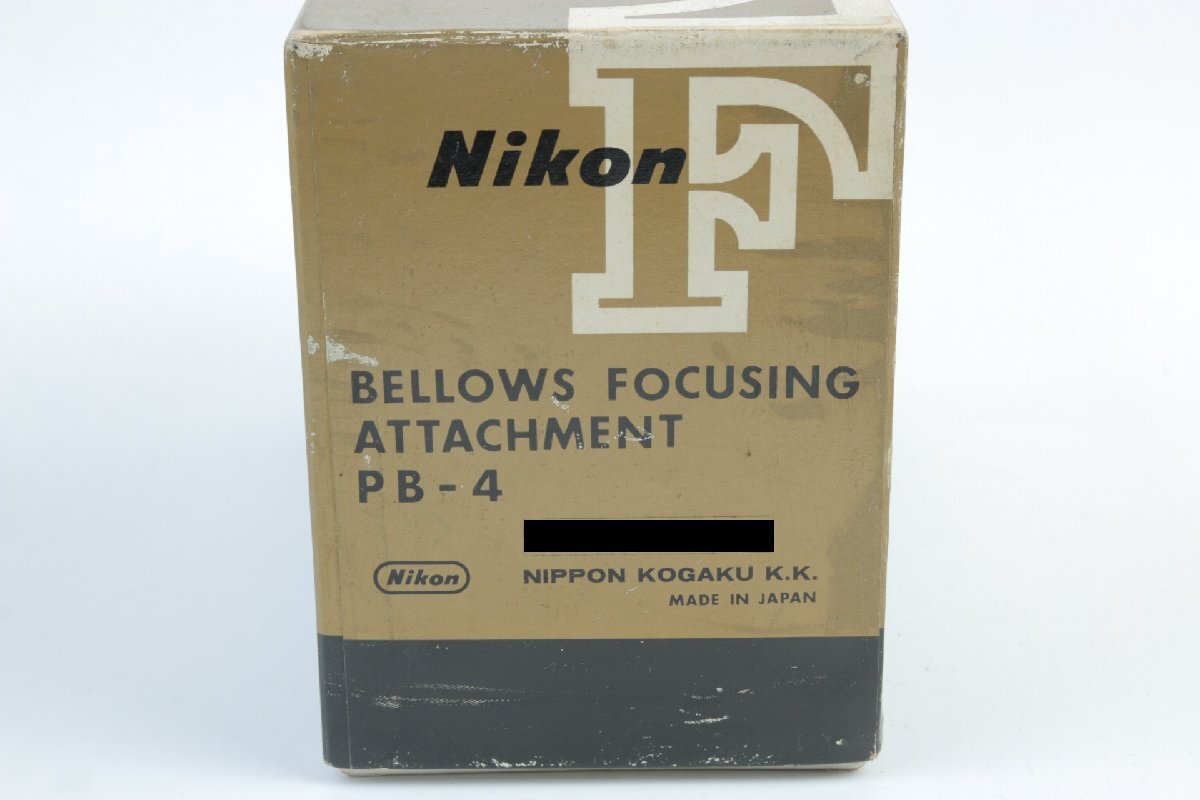 Nikon F
BELLOWS FOCUSING
ATTACHMENT
PB-4
Nikon
NIPPON KOGAKU K.K.
MADE IN JAPAN